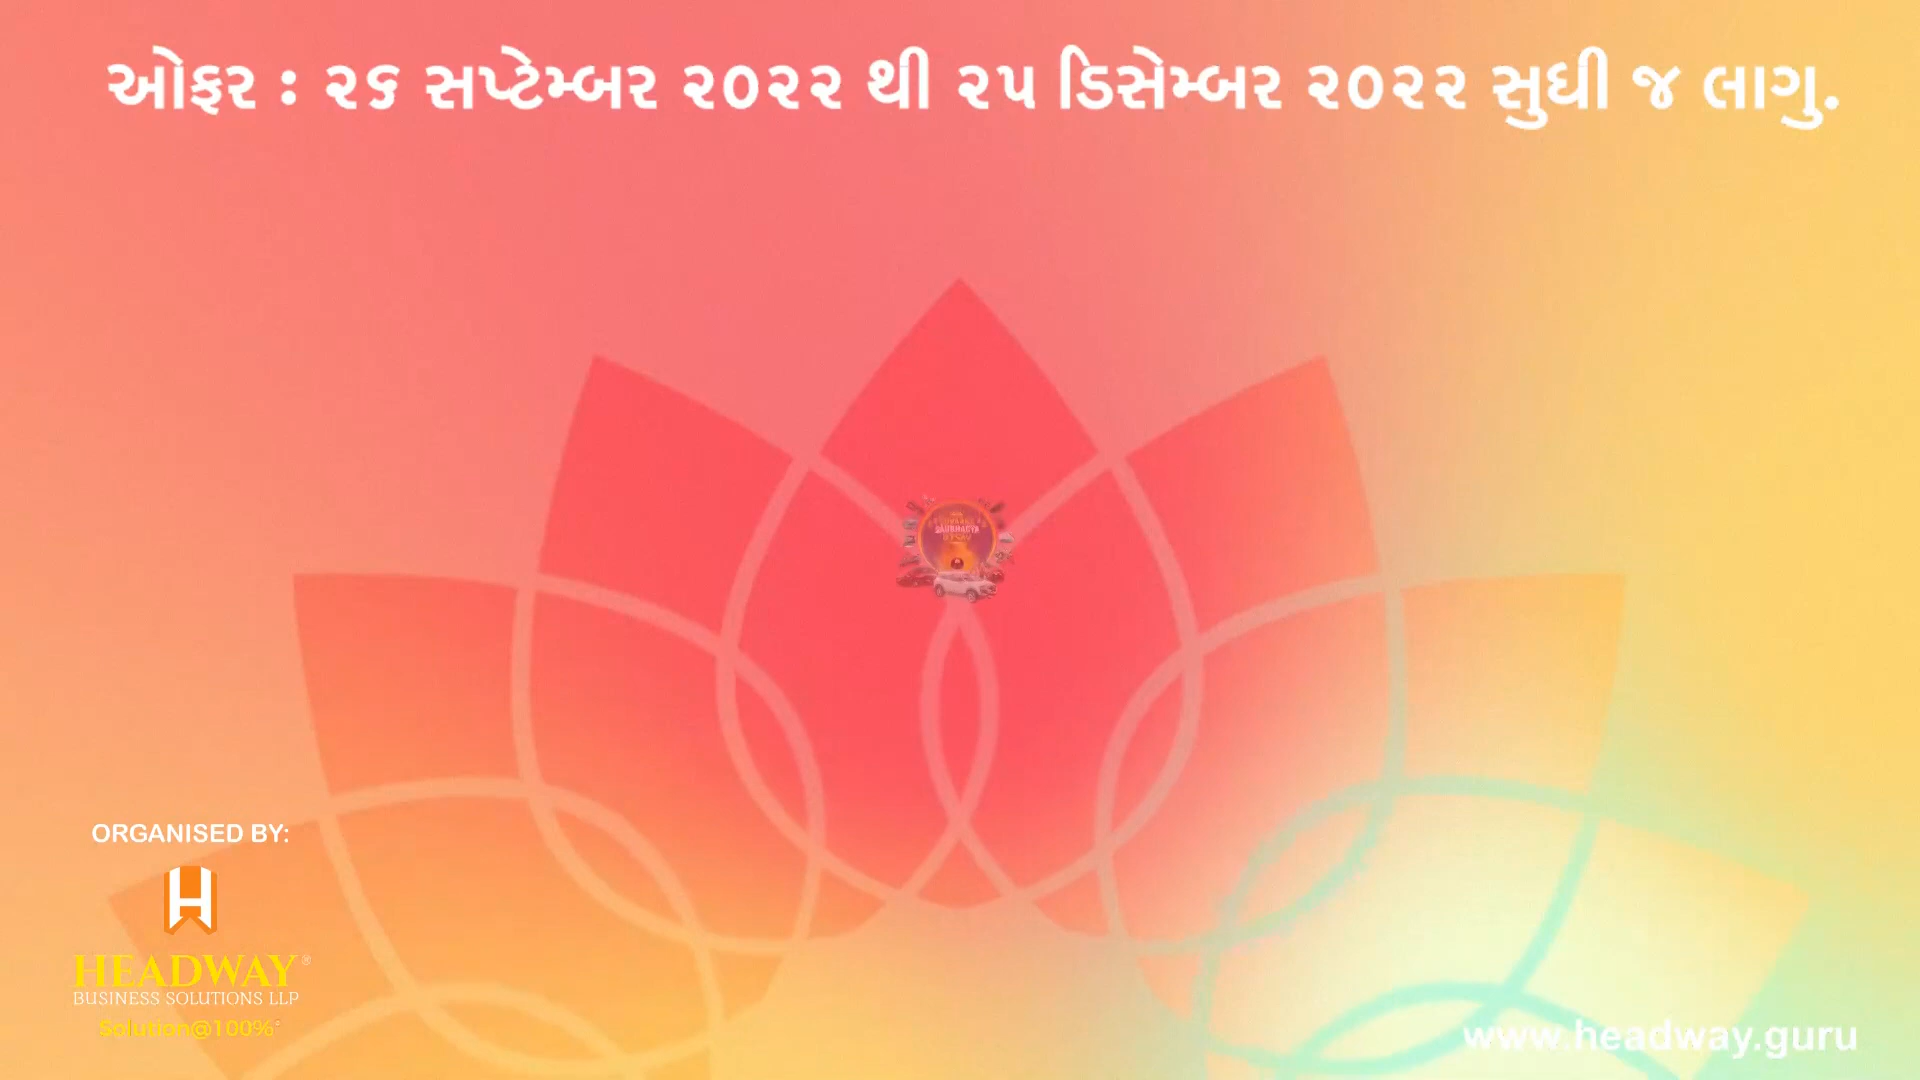 ઓફર : ૨૬ સપ્ટેમ્બર ૨૦૨૨ થી ૨૫ ડિસેમ્બર ૨૦૨૨ સુધી જ લાગુ.
ORGANISED BY:
HEADWAY®
BUSINESS SOLUTIONS LLP
Solution@100%
www.headway.guru